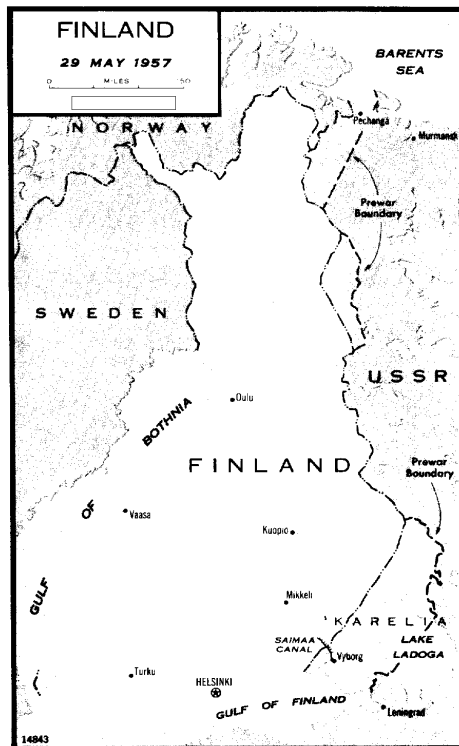 FINLAND
29 MAY 1957
0 MILES 50
BARENTS
SEA
NORWAY
Pechenga
Murmansk
Prewar
Boundary
SWEDEN
USSR
Oulu
GULF OF BOTHNIA
FINLAND
Prewar
Boundary
Vaasa
Kuopio
Mikkeli
KARELIA
SAIMAA
CANAL
LAKE
LADOGA
Vyborg
Turku
HELSINKI
GULF OF FINLAND
Leningrad
14843